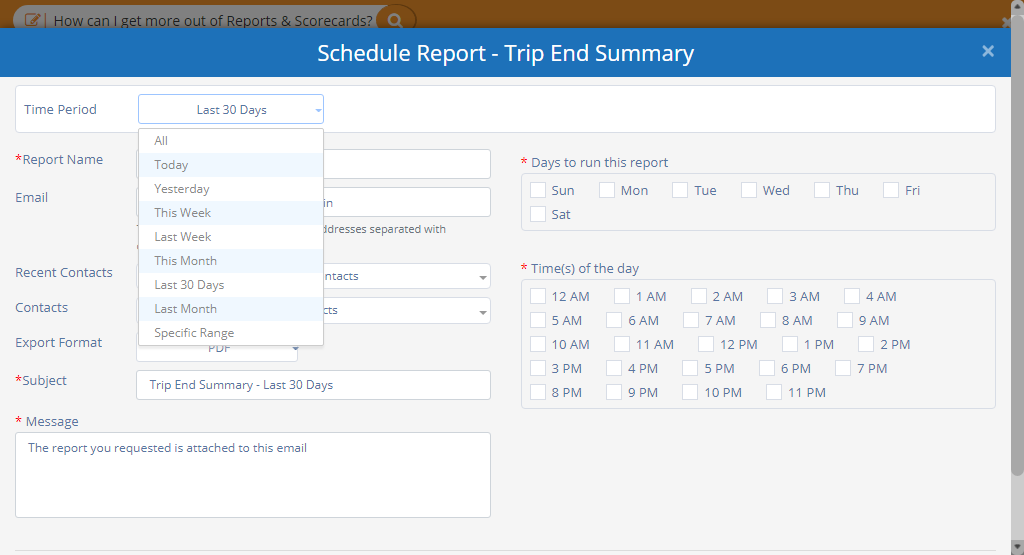 How can I get more out of Reports & Scorecards?
Schedule Report - Trip End Summary
Time Period
Last 30 Days
All
Today
Yesterday
This Week
Last Week
This Month
Last 30 Days
Last Month
Specific Range
*Report Name
Email
in
ddresses separated with
Recent Contacts
ntacts
Contacts
cts
Export Format
PDF
*Subject
Trip End Summary - Last 30 Days
* Message
The report you requested is attached to this email
* Days to run this report
Sun Mon Tue Wed Thu Fri
Sat
* Time(s) of the day
12 AM 1 AM 2 AM 3 AM 4 AM
5 AM 6 AM 7 AM 8 AM 9 AM
10 AM 11 AM 12 PM 1 PM 2 PM
3 PM 4 PM 5 PM 6 PM 7 PM
8 PM 9 PM 10 PM 11 PM